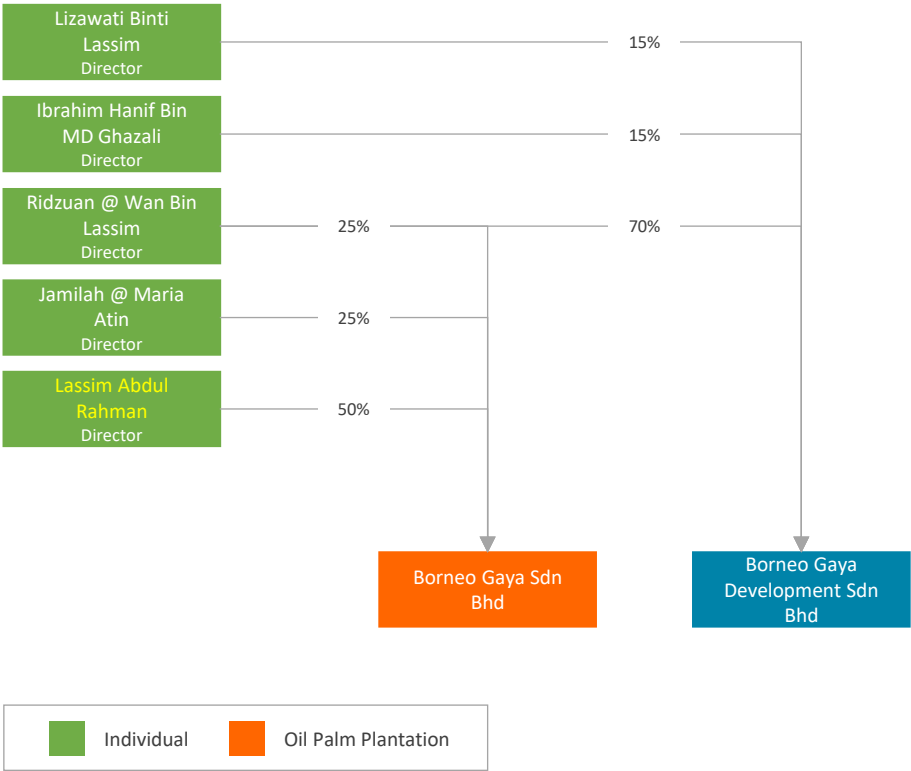 Lizawati Binti
Lassim
Director
15%
Ibrahim Hanif Bin
MD Ghazali
Director
15%
Ridzuan @ Wan Bin
Lassim
Director
25%
70%
Jamilah @ Maria
Atin
Director
25%
Lassim Abdul
Rahman
Director
50%
Borneo Gaya Sdn
Bhd
Borneo Gaya
Development Sdn
Bhd
Individual
Oil Palm Plantation